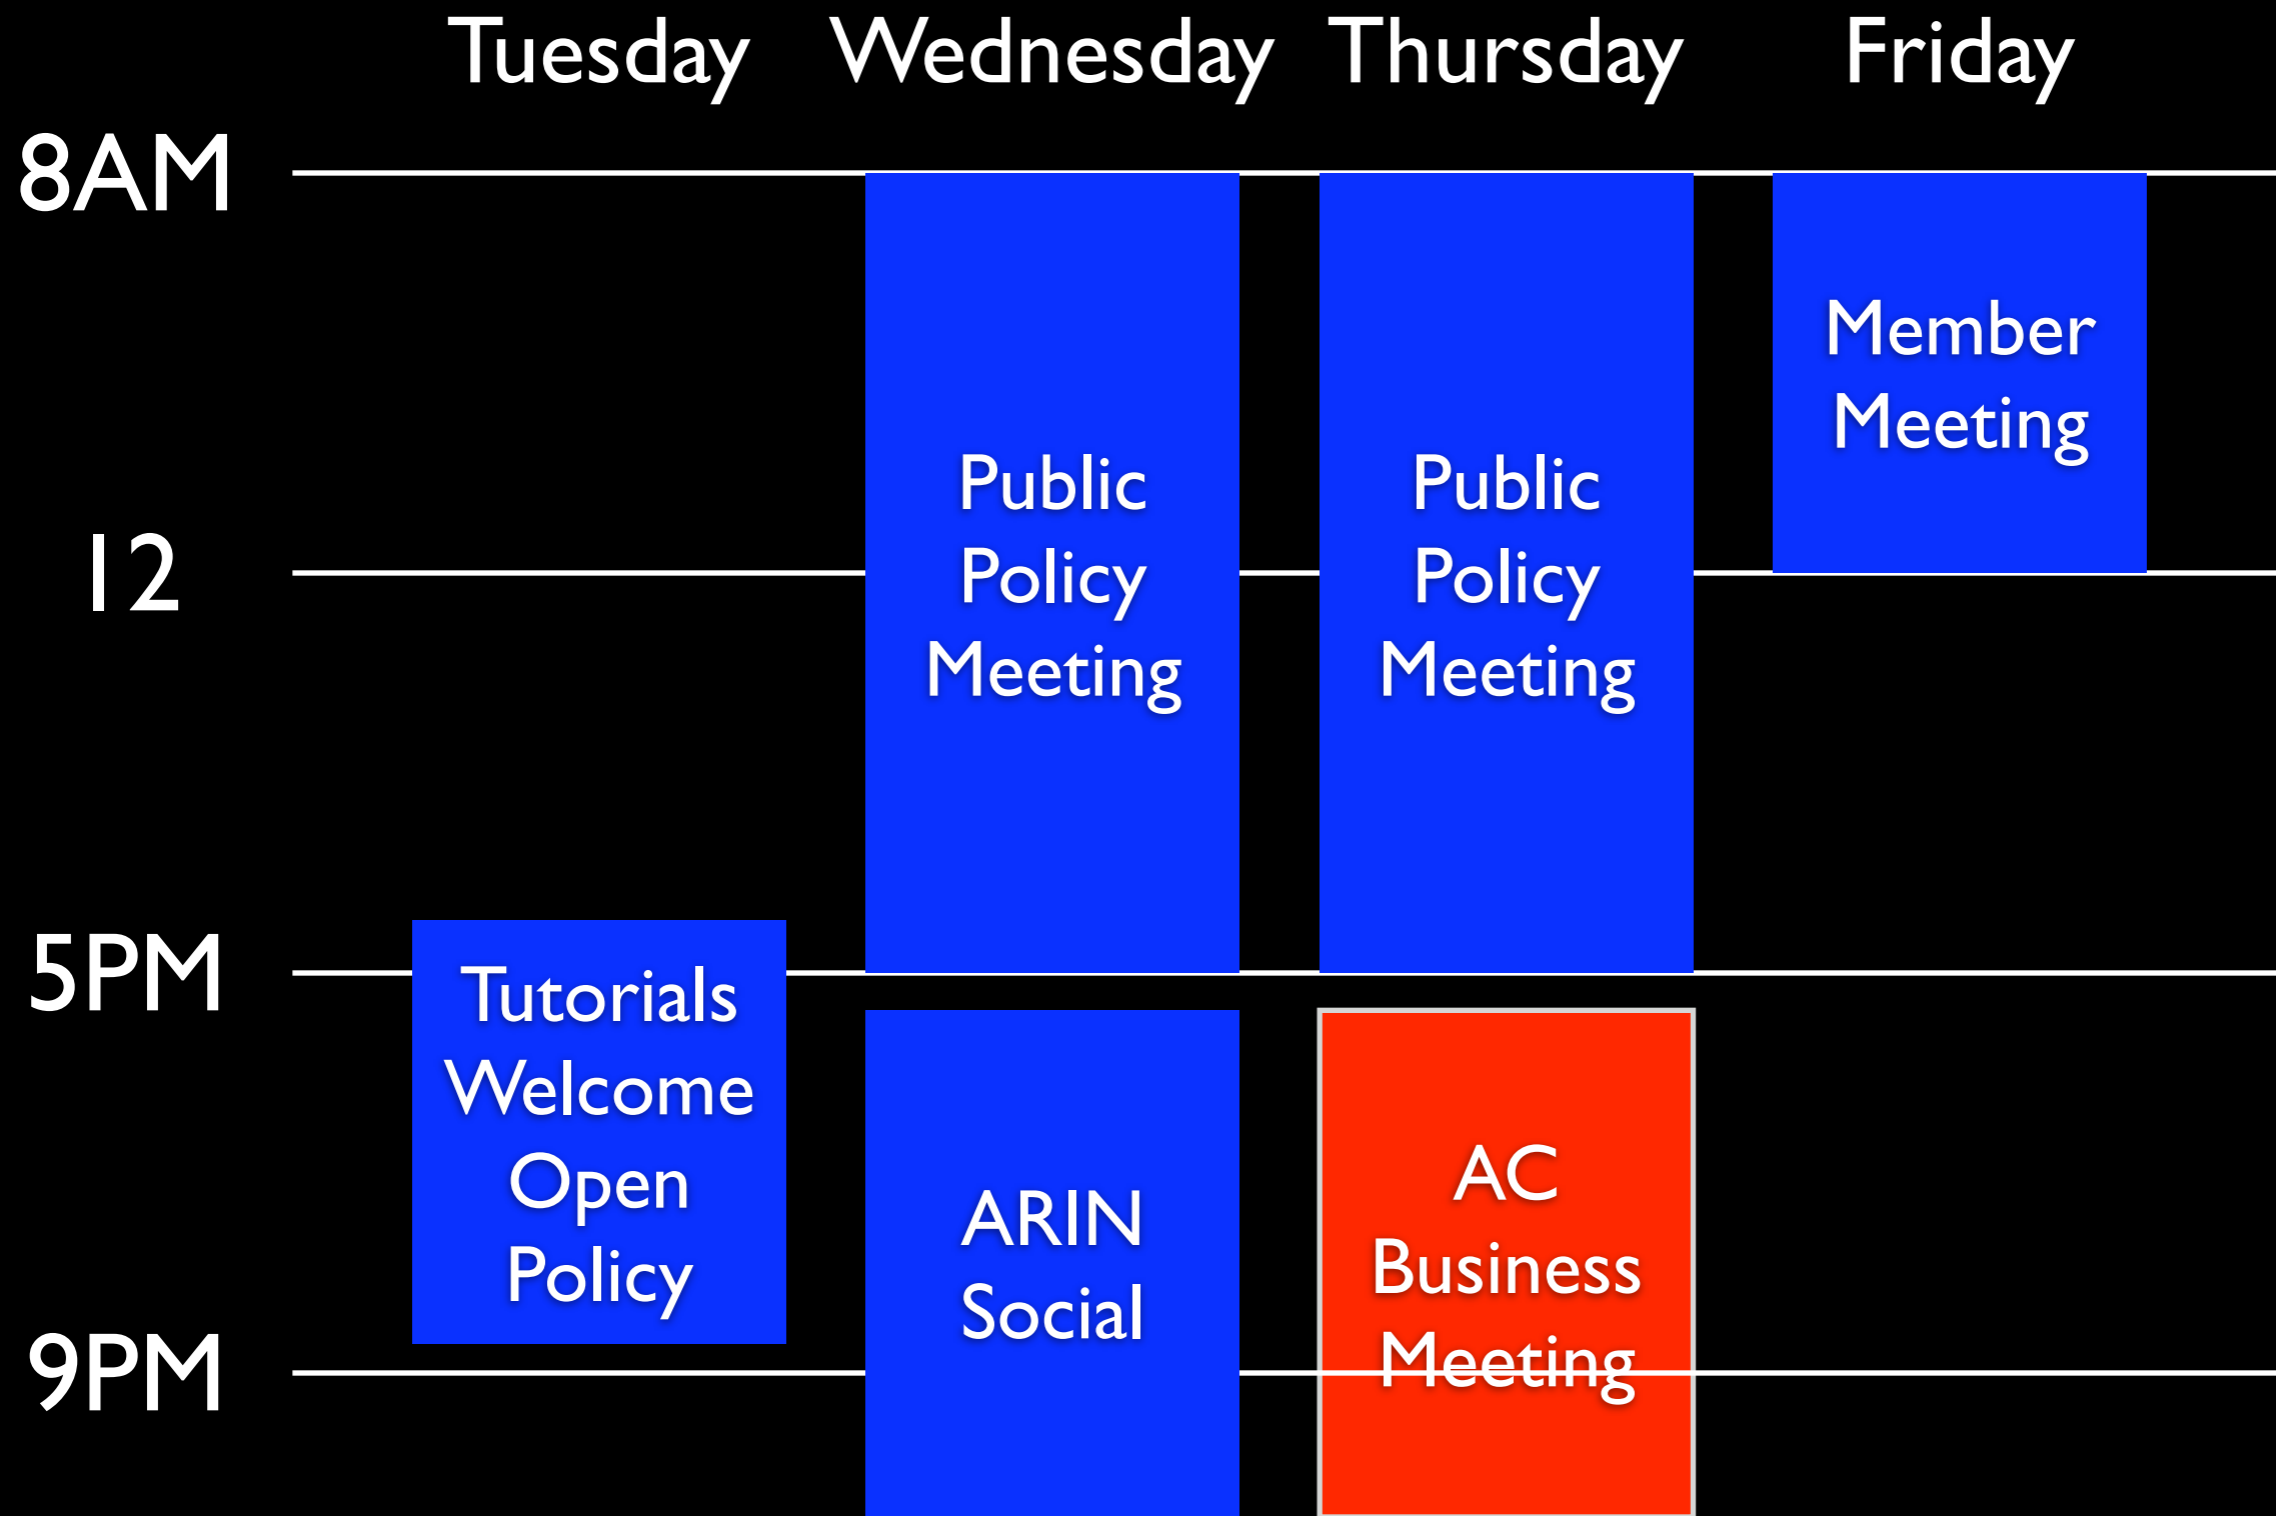 Tuesday Wednesday Thursday Friday
8AM
Member
Meeting
Public
Policy
Meeting
Public
Policy
Meeting
12
5PM
Tutorials
Welcome
Open
Policy
ARIN
Social
AC
Business
Meeting
9PM